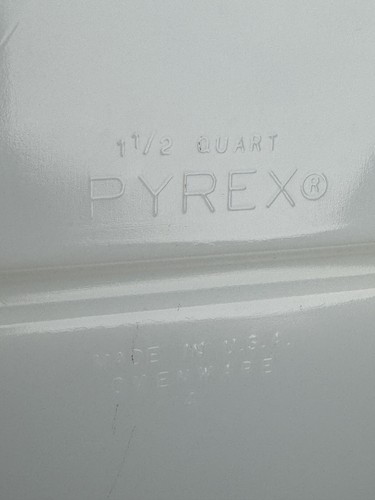 1 1/2 QUART
PYREX®
MADE IN U.S.A.
OVENWARE